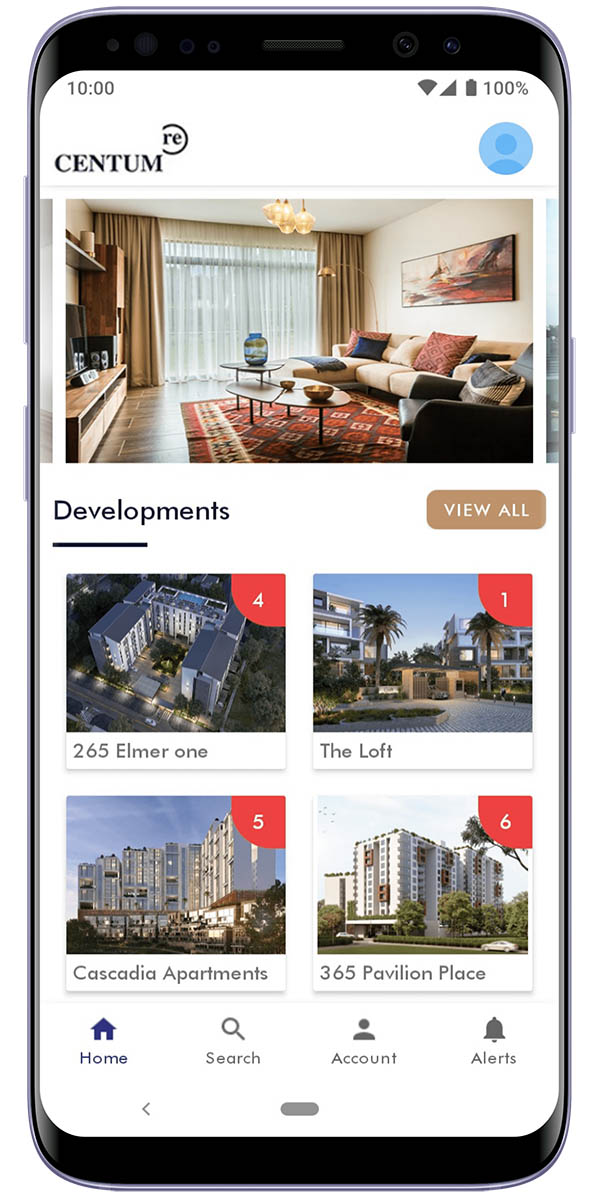 10:00
100%
CENTUM re
Developments
VIEW ALL
4
1
265 Elmer one
The Loft
5
6
Cascadia Apartments
365 Pavilion Place
Home
Search
Account
Alerts